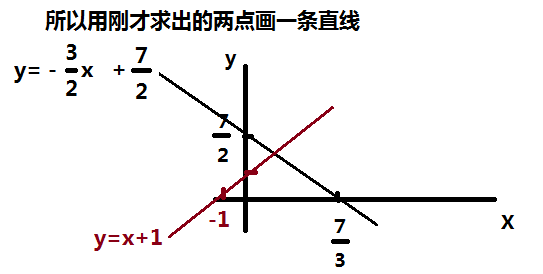 所以用刚才求出的两点画一条直线
y= - 3/2 x + 7/2
y
7/2
-1
y=x+1
7/3
X